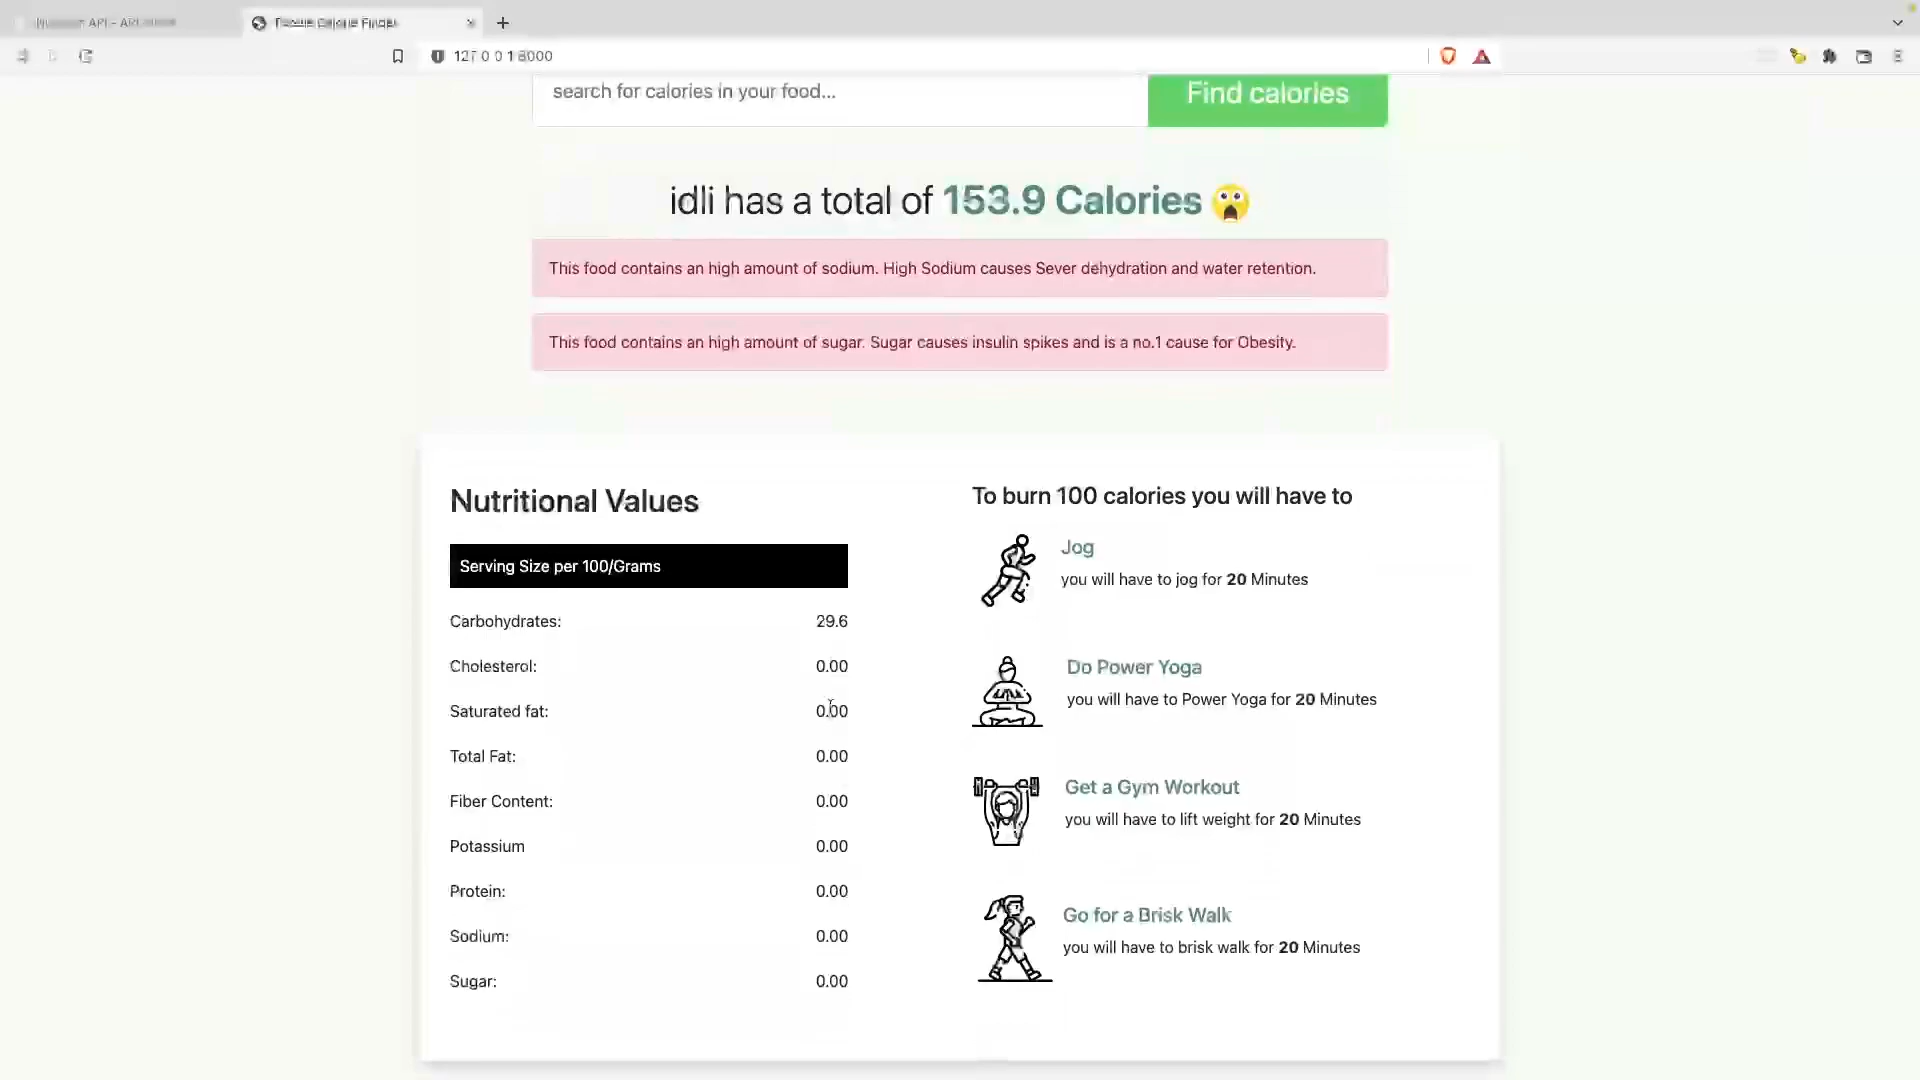 127.0.0.1:8000
search for calories in your food...
Find calories
idli has a total of 153.9 Calories 😲
This food contains an high amount of sodium. High Sodium causes Sever dehydration and water retention.
This food contains an high amount of sugar. Sugar causes insulin spikes and is a no.1 cause for Obesity.
Nutritional Values
Serving Size per 100/Grams
Carbohydrates: 29.6
Cholesterol: 0.00
Saturated fat: 0.00
Total Fat: 0.00
Fiber Content: 0.00
Potassium 0.00
Protein: 0.00
Sodium: 0.00
Sugar: 0.00
To burn 100 calories you will have to
Jog
you will have to jog for 20 Minutes
Do Power Yoga
you will have to Power Yoga for 20 Minutes
Get a Gym Workout
you will have to lift weight for 20 Minutes
Go for a Brisk Walk
you will have to brisk walk for 20 Minutes